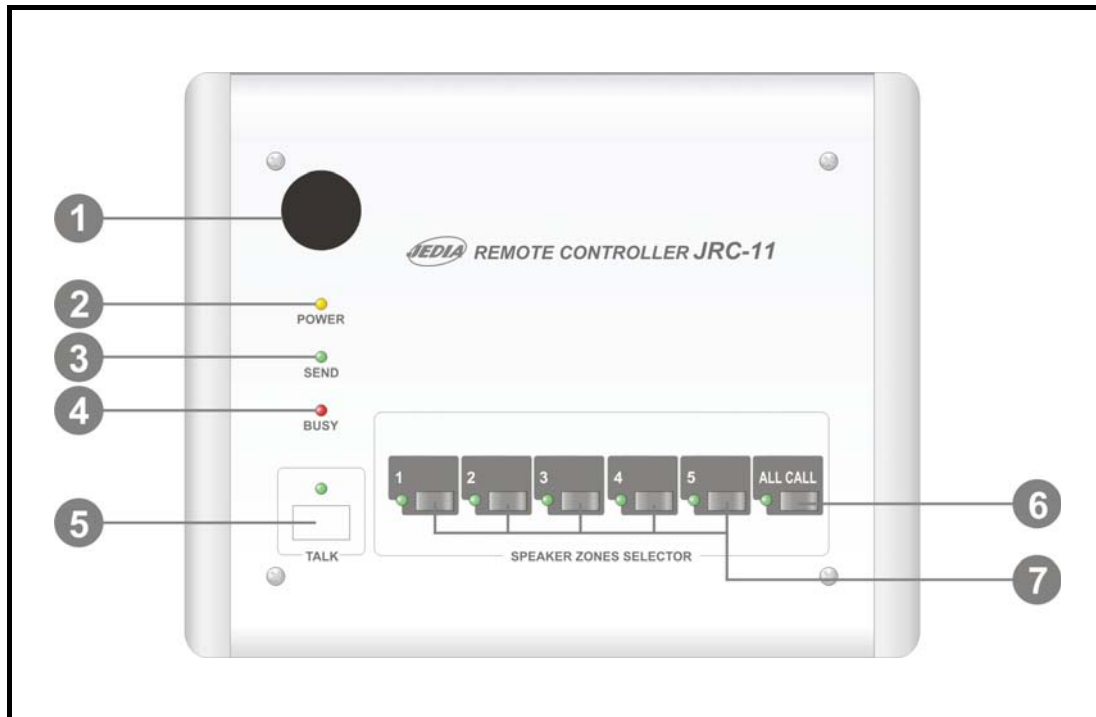 1
JEDIA REMOTE CONTROLLER JRC-11
2
POWER
3
SEND
4
BUSY
1 2 3 4 5 ALL CALL
5
6
TALK
SPEAKER ZONES SELECTOR
7